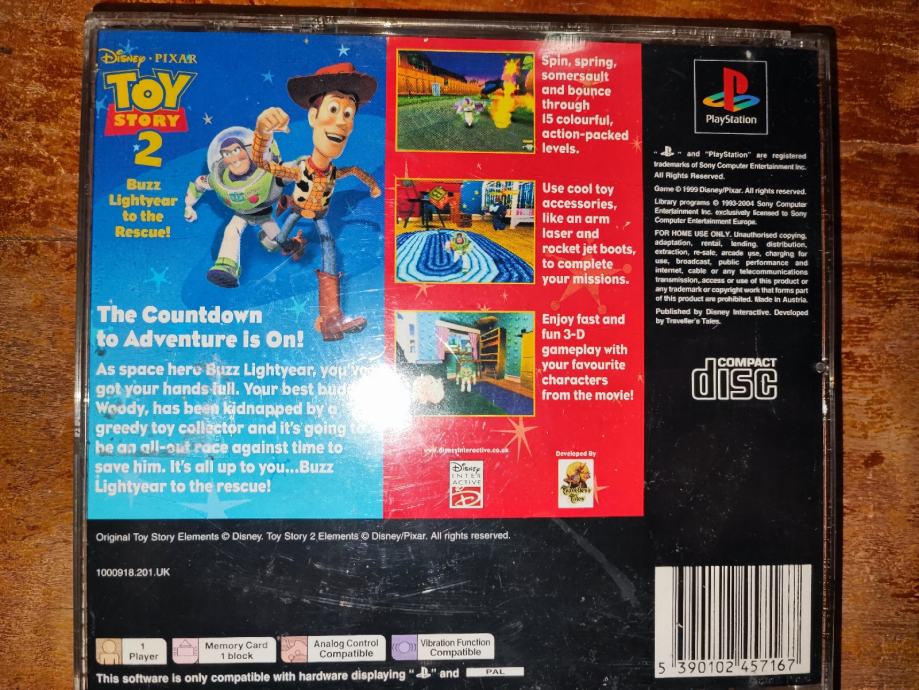 Disney · PIXAR
TOY
STORY
2
Buzz
Lightyear
to the
Rescue!
The Countdown
to Adventure is On!
As space hero Buzz Lightyear, you've
got your hands full. Your best buddy
Woody, has been kidnapped by a
greedy toy collector and it's going to
be an all-out race against time to
save him. It's all up to you...Buzz
Lightyear to the rescue!
Spin, spring,
somersault
and bounce
through
15 colourful,
action-packed
levels.
Use cool toy
accessories,
like an arm
laser and
rocket jet boots,
to complete
your missions.
Enjoy fast and
fun 3-D
gameplay with
your favourite
characters
from the movie!
www.disneyinteractive.co.uk
Disney
INTER
ACTIVE
Developed By
Traveller's
Tales
PlayStation
" " and "PlayStation" are registered
trademarks of Sony Computer Entertainment Inc.
All Rights Reserved.
Game © 1999 Disney/Pixar. All rights reserved.
Library programs © 1993-2004 Sony Computer
Entertainment Inc. exclusively licensed to Sony
Computer Entertainment Europe.
FOR HOME USE ONLY. Unauthorised copying,
adaptation, rental, lending, distribution,
extraction, re-sale, arcade use, charging for
use, broadcast, public performance and
internet, cable or any telecommunications
transmission, access or use of this product or
any trademark or copyright work that forms part
of this product are prohibited. Made in Austria.
Published by Disney Interactive. Developed
by Traveller's Tales.
COMPACT
disc
Original Toy Story Elements © Disney. Toy Story 2 Elements © Disney/Pixar. All rights reserved.
1000918.201.UK
1
Player
Memory Card
1 block
Analog Control
Compatible
Vibration Function
Compatible
This software is only compatible with hardware displaying " " and PAL
5 390102 457167